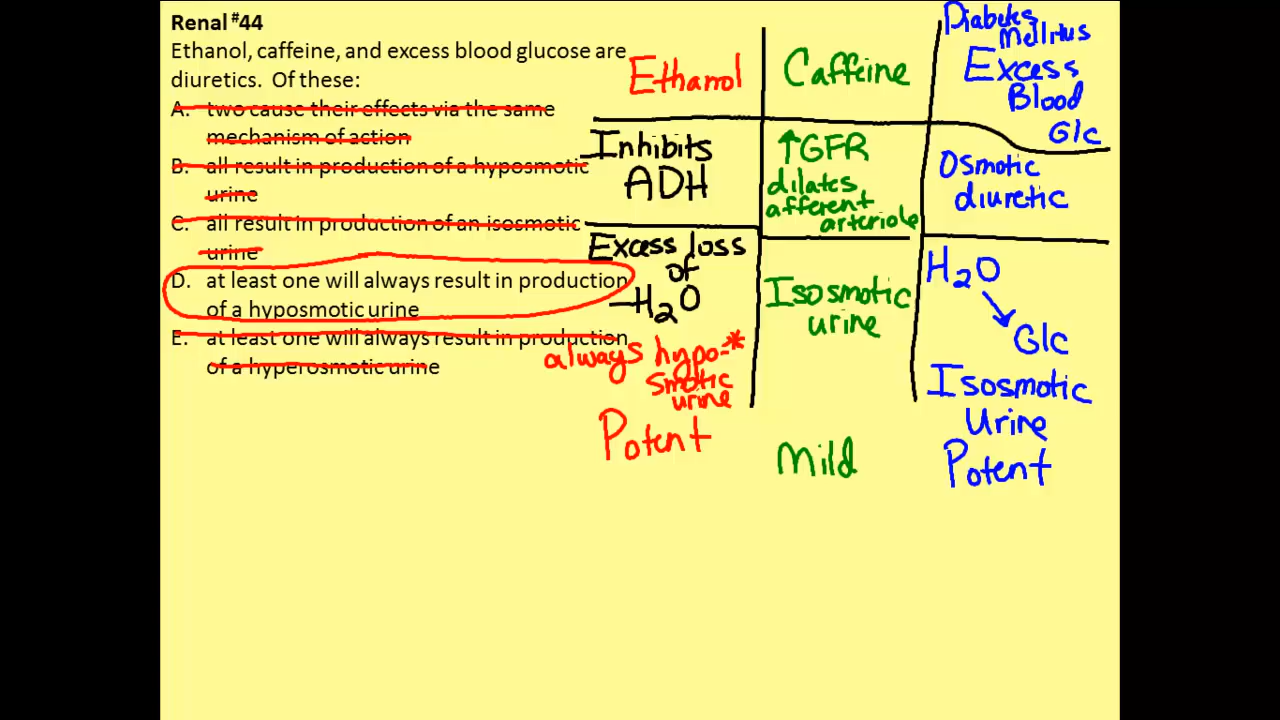 Renal #44
Ethanol, caffeine, and excess blood glucose are
diuretics. Of these:
A. two cause their effects via the same
mechanism of action
B. all result in production of a hyposmotic
urine
C. all result in production of an isosmotic
urine
D. at least one will always result in production
of a hyposmotic urine
E. at least one will always result in production
of a hyperosmotic urine
Ethanol
Inhibits
ADH
Excess loss
of
H2O
always hypo-*
smotic
urine
Potent
Caffeine
↑GFR
dilates
afferent
arteriole
Isosmotic
urine
Mild
Diabetes
Mellitus
Excess
Blood
Glc
Osmotic
diuretic
H2O
Glc
Isosmotic
Urine
Potent